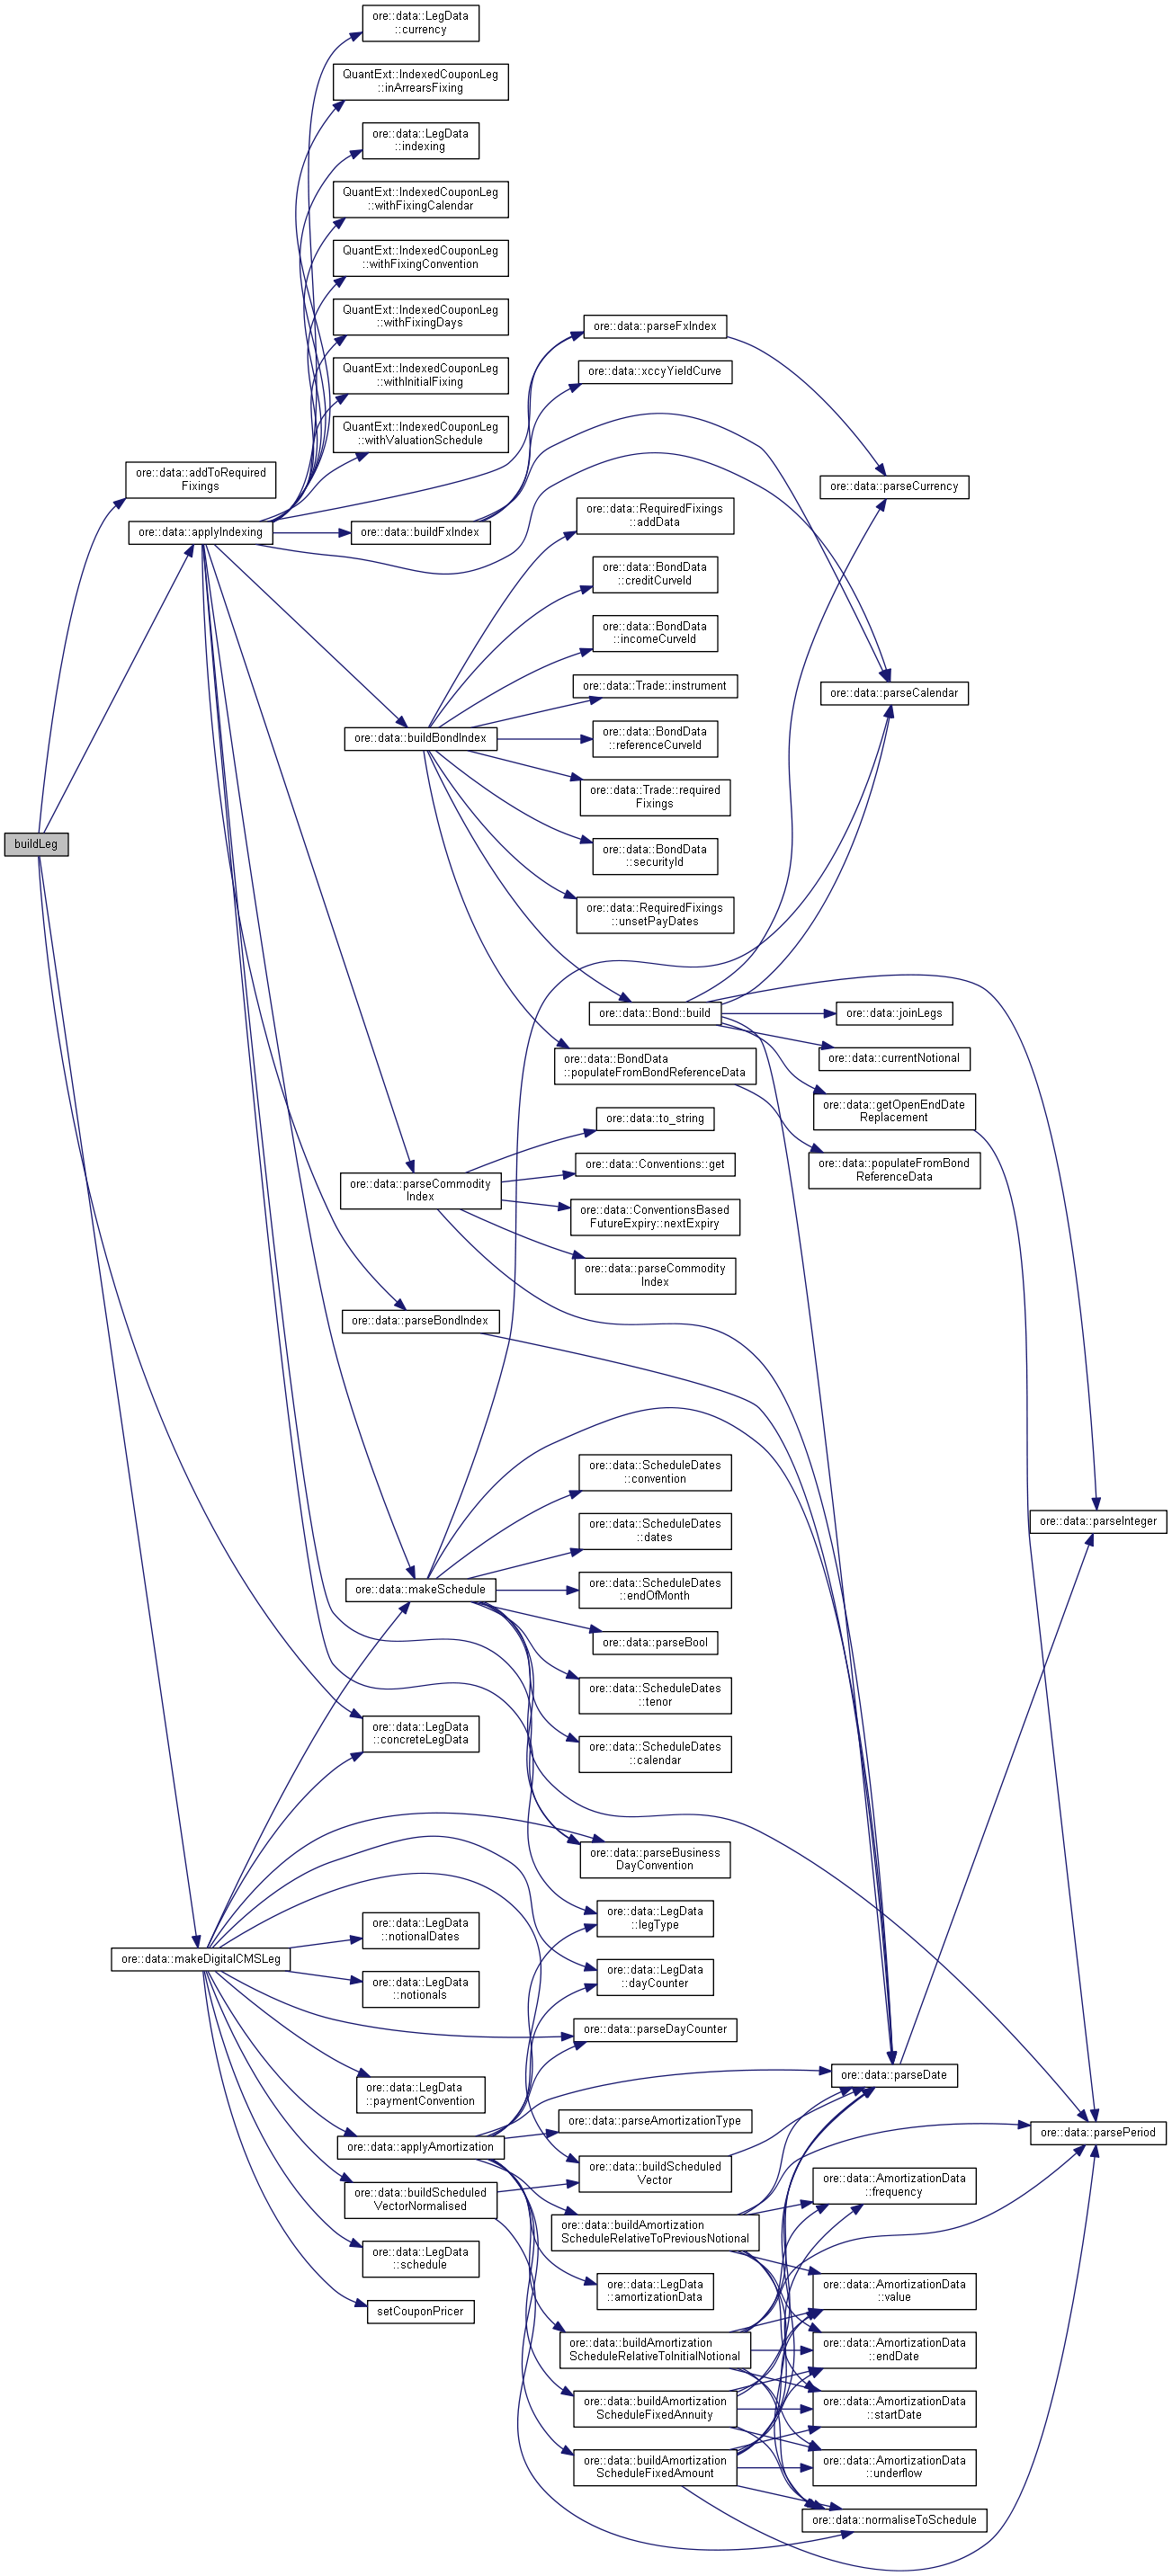 ore::data::LegData
::currency
QuantExt::IndexedCouponLeg
::inArrearsFixing
ore::data::LegData
::indexing
QuantExt::IndexedCouponLeg
::withFixingCalendar
QuantExt::IndexedCouponLeg
::withFixingConvention
QuantExt::IndexedCouponLeg
::withFixingDays
ore::data::parseFxIndex
QuantExt::IndexedCouponLeg
::withInitialFixing
ore::data::xccyYieldCurve
QuantExt::IndexedCouponLeg
::withValuationSchedule
ore::data::addToRequired
Fixings
ore::data::parseCurrency
ore::data::RequiredFixings
::addData
ore::data::applyIndexing
ore::data::buildFxIndex
ore::data::BondData
::creditCurveId
ore::data::BondData
::incomeCurveId
ore::data::Trade::instrument
ore::data::parseCalendar
ore::data::buildBondIndex
ore::data::BondData
::referenceCurveId
ore::data::Trade::required
Fixings
buildLeg
ore::data::BondData
::securityId
ore::data::RequiredFixings
::unsetPayDates
ore::data::Bond::build
ore::data::joinLegs
ore::data::BondData
::populateFromBondReferenceData
ore::data::currentNotional
ore::data::getOpenEndDate
Replacement
ore::data::to_string
ore::data::Conventions::get
ore::data::populateFromBond
ReferenceData
ore::data::parseCommodity
Index
ore::data::ConventionsBased
FutureExpiry::nextExpiry
ore::data::parseCommodity
Index
ore::data::parseBondIndex
ore::data::ScheduleDates
::convention
ore::data::ScheduleDates
::dates
ore::data::parseInteger
ore::data::makeSchedule
ore::data::ScheduleDates
::endOfMonth
ore::data::parseBool
ore::data::ScheduleDates
::tenor
ore::data::LegData
::concreteLegData
ore::data::ScheduleDates
::calendar
ore::data::parseBusiness
DayConvention
ore::data::LegData
::legType
ore::data::LegData
::notionalDates
ore::data::makeDigitalCMSLeg
ore::data::LegData
::dayCounter
ore::data::LegData
::notionals
ore::data::parseDayCounter
ore::data::parseDate
ore::data::LegData
::paymentConvention
ore::data::parseAmortizationType
ore::data::parsePeriod
ore::data::applyAmortization
ore::data::buildScheduled
Vector
ore::data::AmortizationData
::frequency
ore::data::buildScheduled
VectorNormalised
ore::data::buildAmortization
ScheduleRelativeToPreviousNotional
ore::data::LegData
::schedule
ore::data::LegData
::amortizationData
ore::data::AmortizationData
::value
setCouponPricer
ore::data::buildAmortization
ScheduleRelativeToInitialNotional
ore::data::AmortizationData
::endDate
ore::data::buildAmortization
ScheduleFixedAnnuity
ore::data::AmortizationData
::startDate
ore::data::buildAmortization
ScheduleFixedAmount
ore::data::AmortizationData
::underflow
ore::data::normaliseToSchedule